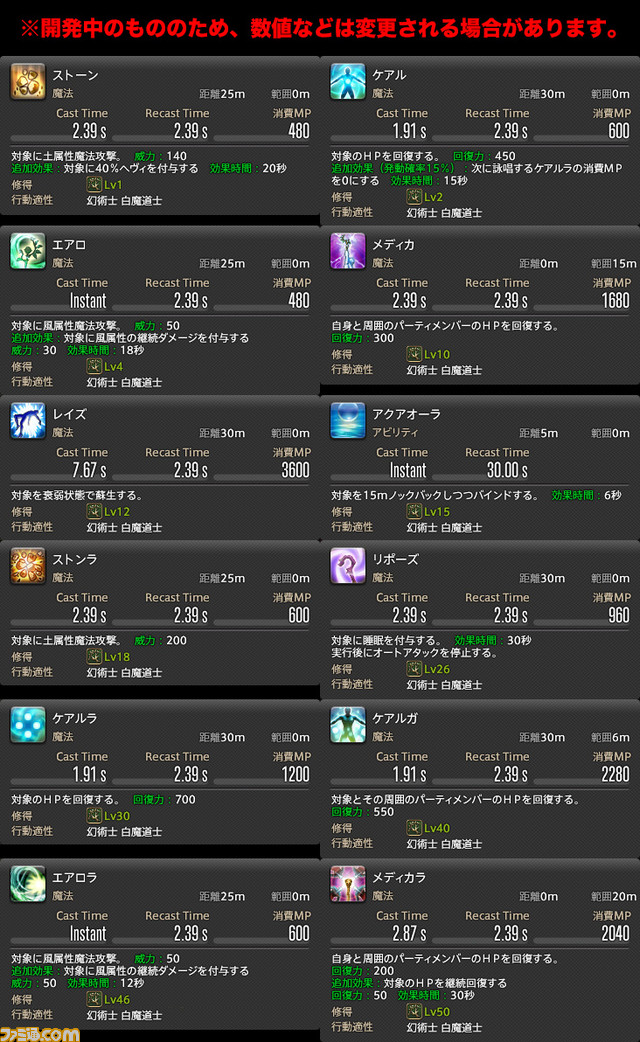 ※開発中のもののため、数値などは変更される場合があります。
ストーン
魔法 距離25m 範囲0m
Cast Time Recast Time 消費MP
2.39 s 2.39 s 480
対象に土属性魔法攻撃。 威力：140
追加効果：対象に40%ヘヴィを付与する 効果時間：20秒
修得 Lv1
行動適性 幻術士 白魔道士
ケアル
魔法 距離30m 範囲0m
Cast Time Recast Time 消費MP
1.91 s 2.39 s 600
対象のＨＰを回復する。 回復力：450
追加効果（発動確率15%）：次に詠唱するケアルラの消費ＭＰ
を0にする 効果時間：15秒
修得 Lv2
行動適性 幻術士 白魔道士
エアロ
魔法 距離25m 範囲0m
Cast Time Recast Time 消費MP
Instant 2.39 s 480
対象に風属性魔法攻撃。 威力：50
追加効果：対象に風属性の継続ダメージを付与する
威力：30 効果時間：18秒
修得 Lv4
行動適性 幻術士 白魔道士
メディカ
魔法 距離0m 範囲15m
Cast Time Recast Time 消費MP
2.39 s 2.39 s 1680
自身と周囲のパーティメンバーのＨＰを回復する。
回復力：300
修得 Lv10
行動適性 幻術士 白魔道士
レイズ
魔法 距離30m 範囲0m
Cast Time Recast Time 消費MP
7.67 s 2.39 s 3600
対象を衰弱状態で蘇生する。
修得 Lv12
行動適性 幻術士 白魔道士
アクアオーラ
アビリティ 距離5m 範囲0m
Cast Time Recast Time
Instant 30.00 s
対象を15mノックバックしつつバインドする。 効果時間：6秒
修得 Lv15
行動適性 幻術士 白魔道士
ストンラ
魔法 距離25m 範囲0m
Cast Time Recast Time 消費MP
2.39 s 2.39 s 600
対象に土属性魔法攻撃。 威力：200
修得 Lv18
行動適性 幻術士 白魔道士
リポーズ
魔法 距離30m 範囲0m
Cast Time Recast Time 消費MP
2.39 s 2.39 s 960
対象に睡眠を付与する。 効果時間：30秒
実行後にオートアタックを停止する。
修得 Lv26
行動適性 幻術士 白魔道士
ケアルラ
魔法 距離30m 範囲0m
Cast Time Recast Time 消費MP
1.91 s 2.39 s 1200
対象のＨＰを回復する。 回復力：700
修得 Lv30
行動適性 幻術士 白魔道士
ケアルガ
魔法 距離30m 範囲6m
Cast Time Recast Time 消費MP
1.91 s 2.39 s 2280
対象とその周囲のパーティメンバーのＨＰを回復する。
回復力：550
修得 Lv40
行動適性 幻術士 白魔道士
エアロラ
魔法 距離25m 範囲0m
Cast Time Recast Time 消費MP
Instant 2.39 s 600
対象に風属性魔法攻撃。 威力：50
追加効果：対象に風属性の継続ダメージを付与する
威力：50 効果時間：12秒
修得 Lv46
行動適性 幻術士 白魔道士
メディカラ
魔法 距離0m 範囲20m
Cast Time Recast Time 消費MP
2.87 s 2.39 s 2040
自身と周囲のパーティメンバーのＨＰを回復する。
回復力：200
追加効果：対象のＨＰを継続回復する
回復力：50 効果時間：30秒
修得 Lv50
行動適性 幻術士 白魔道士
ファミ通.com